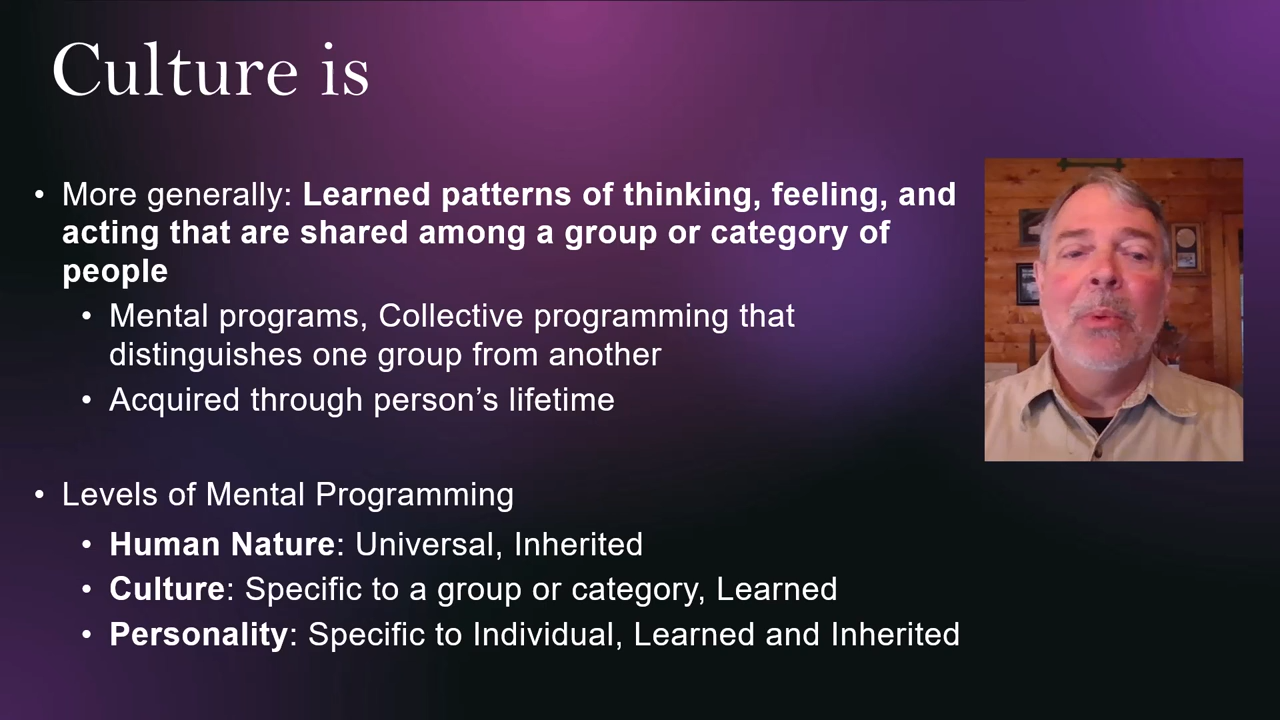 Culture is
• More generally: Learned patterns of thinking, feeling, and
acting that are shared among a group or category of
people
• Mental programs, Collective programming that
distinguishes one group from another
• Acquired through person’s lifetime
• Levels of Mental Programming
• Human Nature: Universal, Inherited
• Culture: Specific to a group or category, Learned
• Personality: Specific to Individual, Learned and Inherited